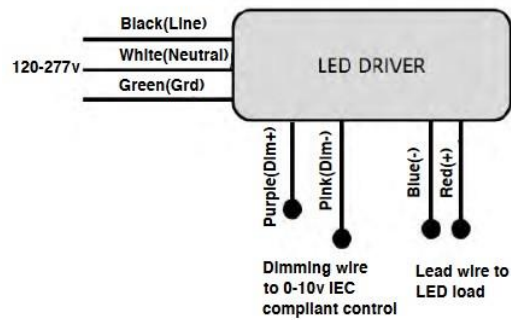 Black(Line)
White(Neutral)
120-277v
Green(Grd)
LED DRIVER
Purple(Dim+)
Pink(Dim-)
Blue(-)
Red(+)
Dimming wire
to 0-10v IEC
compliant control
Lead wire to
LED load